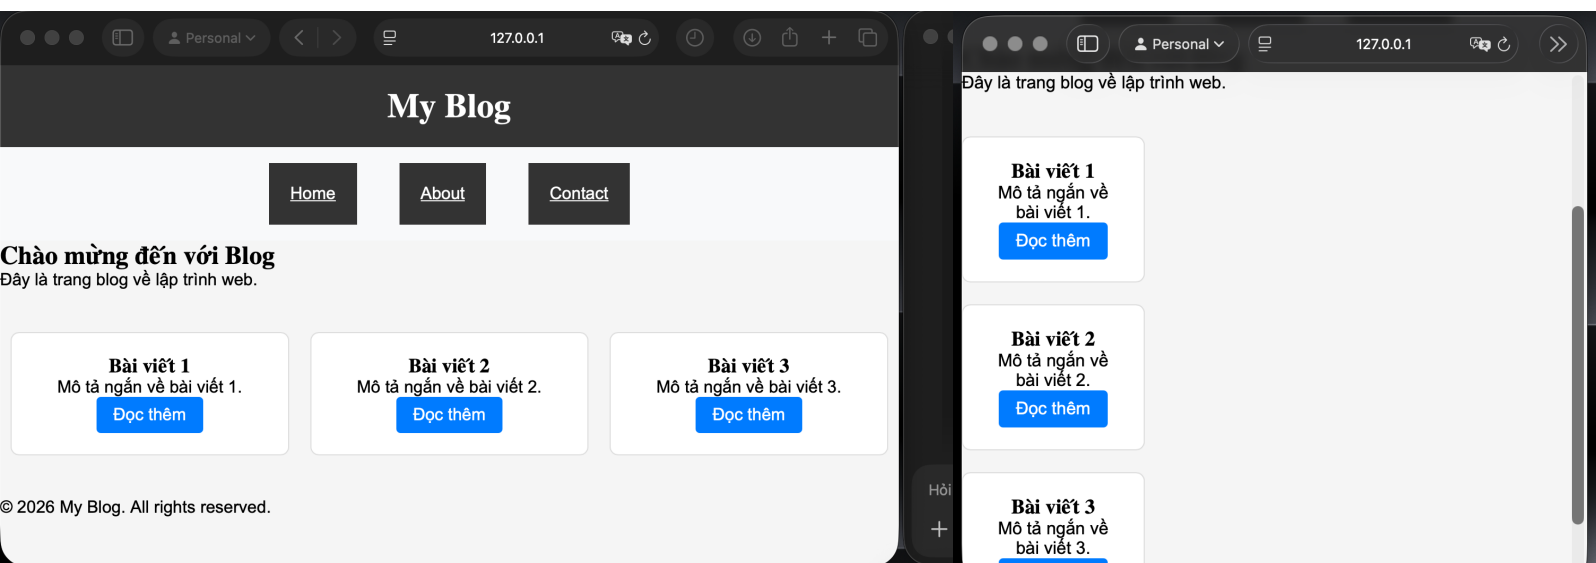 Personal
127.0.0.1
My Blog
Home
About
Contact
Chào mừng đến với Blog
Đây là trang blog về lập trình web.
Bài viết 1
Mô tả ngắn về bài viết 1.
Đọc thêm
Bài viết 2
Mô tả ngắn về bài viết 2.
Đọc thêm
Bài viết 3
Mô tả ngắn về bài viết 3.
Đọc thêm
© 2026 My Blog. All rights reserved.
Hỏi
Personal
127.0.0.1
Đây là trang blog về lập trình web.
Bài viết 1
Mô tả ngắn về
bài viết 1.
Đọc thêm
Bài viết 2
Mô tả ngắn về
bài viết 2.
Đọc thêm
Bài viết 3
Mô tả ngắn về
bài viết 3.